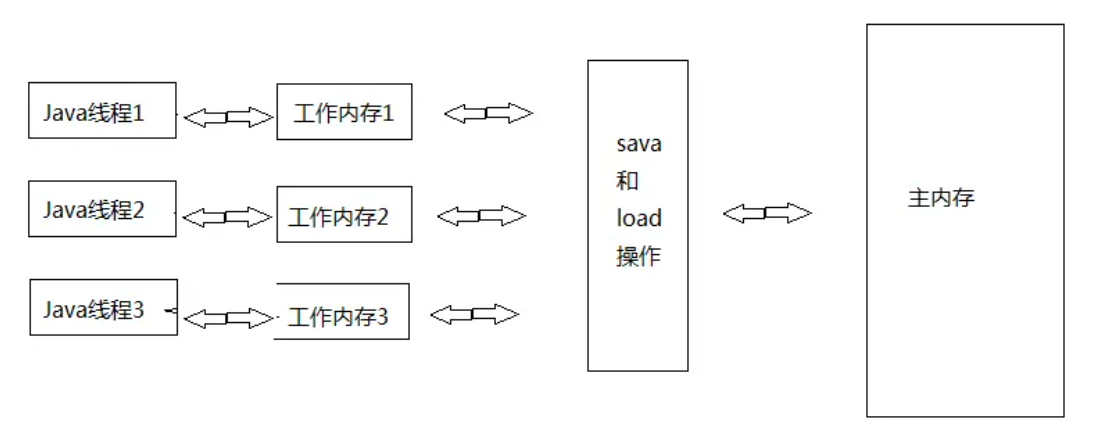 Java线程1
工作内存1
Java线程2
工作内存2
Java线程3
工作内存3
sava
和
load
操作
主内存